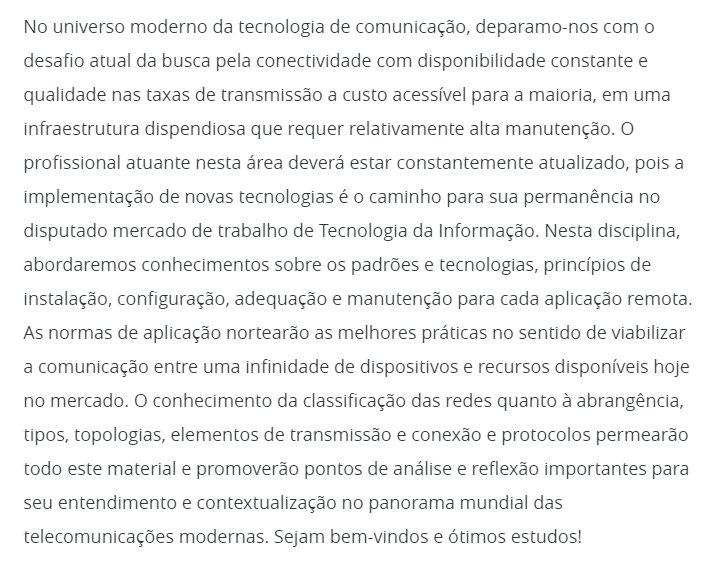 No universo moderno da tecnologia de comunicação, deparamo-nos com o
desafio atual da busca pela conectividade com disponibilidade constante e
qualidade nas taxas de transmissão a custo acessível para a maioria, em uma
infraestrutura dispendiosa que requer relativamente alta manutenção. O
profissional atuante nesta área deverá estar constantemente atualizado, pois a
implementação de novas tecnologias é o caminho para sua permanência no
disputado mercado de trabalho de Tecnologia da Informação. Nesta disciplina,
abordaremos conhecimentos sobre os padrões e tecnologias, princípios de
instalação, configuração, adequação e manutenção para cada aplicação remota.
As normas de aplicação nortearão as melhores práticas no sentido de viabilizar
a comunicação entre uma infinidade de dispositivos e recursos disponíveis hoje
no mercado. O conhecimento da classificação das redes quanto à abrangência,
tipos, topologias, elementos de transmissão e conexão e protocolos permearão
todo este material e promoverão pontos de análise e reflexão importantes para
seu entendimento e contextualização no panorama mundial das
telecomunicações modernas. Sejam bem-vindos e ótimos estudos!